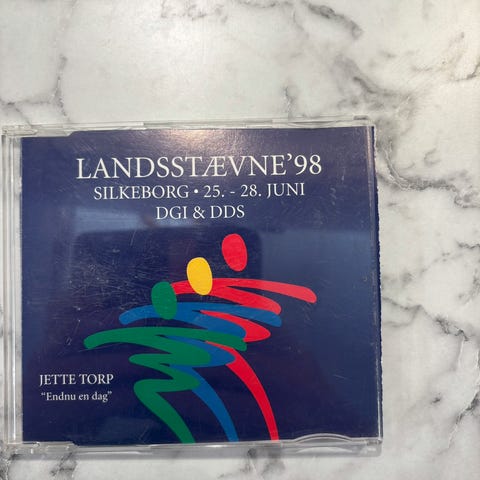 LANDSSTÆVNE’98
SILKEBORG • 25. - 28. JUNI
DGI & DDS
JETTE TORP
“Endnu en dag”